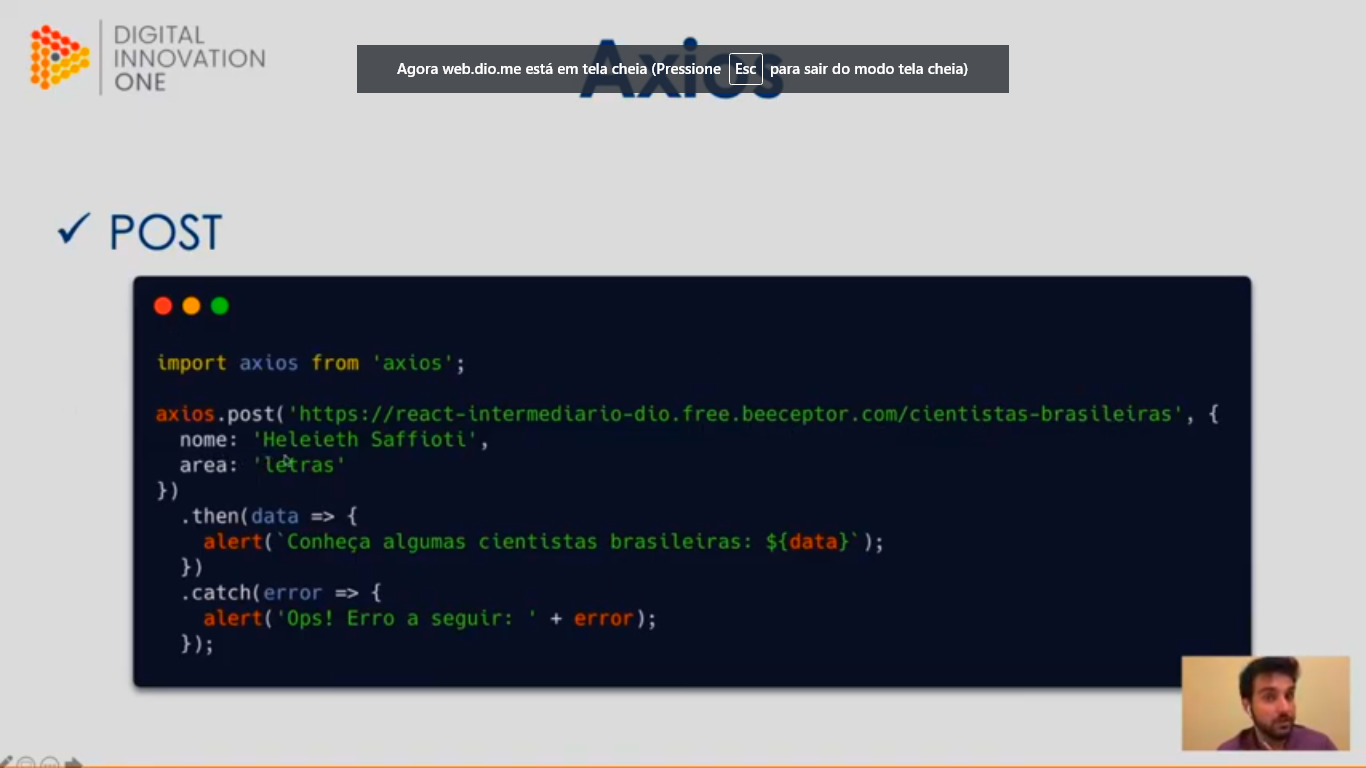 DIGITAL
INNOVATION
ONE
Axios
Agora web.dio.me está em tela cheia (Pressione Esc para sair do modo tela cheia)
✓ POST
import axios from 'axios';
axios.post('https://react-intermediario-dio.free.beeceptor.com/cientistas-brasileiras', {
nome: 'Heleieth Saffioti',
area: 'letras'
})
.then(data => {
alert(`Conheça algumas cientistas brasileiras: ${data}`);
})
.catch(error => {
alert('Ops! Erro a seguir: ' + error);
});